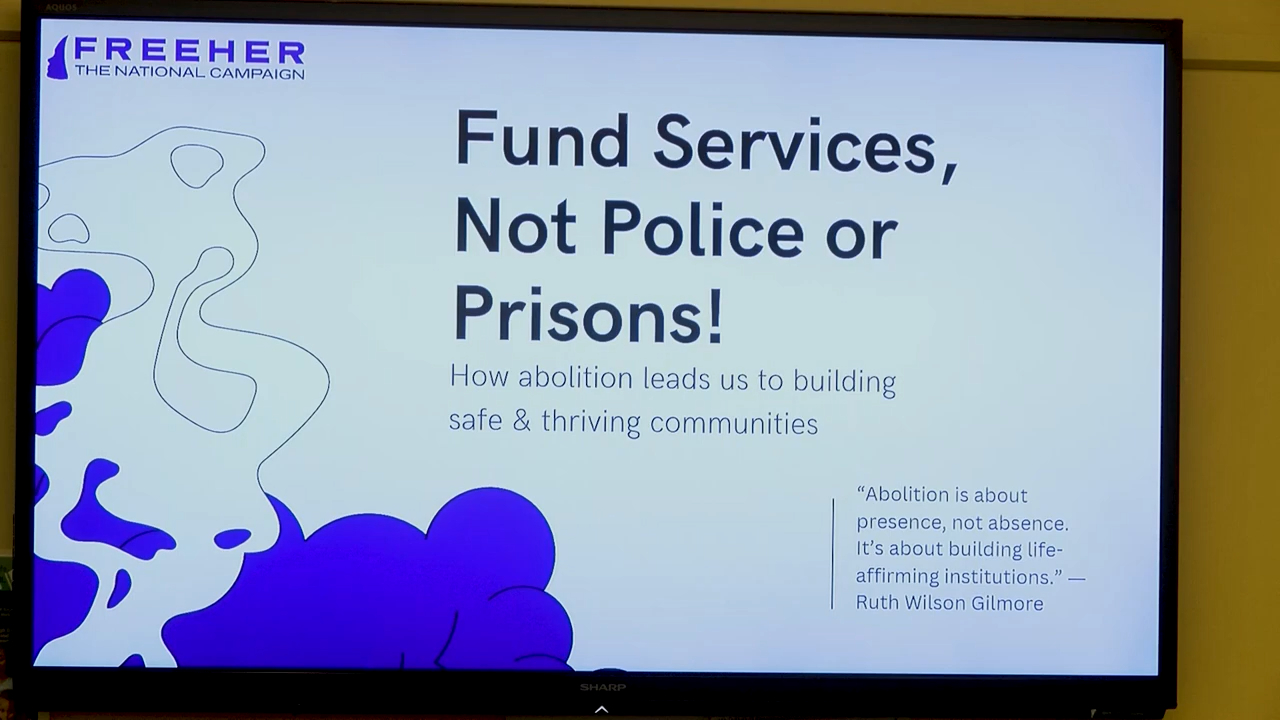 AQUOS
FREEHER
THE NATIONAL CAMPAIGN
Fund Services,
Not Police or
Prisons!
How abolition leads us to building
safe & thriving communities
“Abolition is about
presence, not absence.
It’s about building life-
affirming institutions.” —
Ruth Wilson Gilmore
SHARP